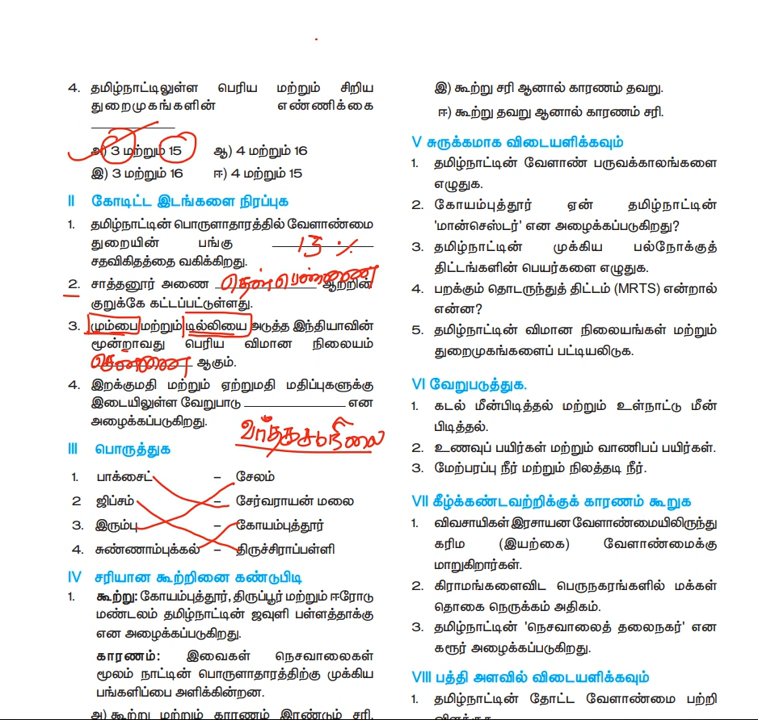 4. தமிழ்நாட்டிலுள்ள பெரிய மற்றும் சிறிய
துறைமுகங்களின் எண்ணிக்கை
____________
அ) 3 மற்றும் 15 ஆ) 4 மற்றும் 16
இ) 3 மற்றும் 16 ஈ) 4 மற்றும் 15
II கோடிட்ட இடங்களை நிரப்புக
1. தமிழ்நாட்டின் பொருளாதாரத்தில் வேளாண்மை
துறையின் பங்கு 13 %
சதவிகிதத்தை வகிக்கிறது.
2. சாத்தனூர் அணை தென்பெண்ணை ஆற்றின்
குறுக்கே கட்டப்பட்டுள்ளது.
3. மும்பை மற்றும் டில்லியை அடுத்த இந்தியாவின்
மூன்றாவது பெரிய விமான நிலையம்
சென்னை ஆகும்.
4. இறக்குமதி மற்றும் ஏற்றுமதி மதிப்புகளுக்கு
இடையிலுள்ள வேறுபாடு ____________ என
அழைக்கப்படுகிறது.
வர்த்தகச்சமநிலை
III பொருத்துக
1. பாக்சைட் – சேலம்
2 ஜிப்சம் – சேர்வராயன் மலை
3. இரும்பு – கோயம்புத்தூர்
4. சுண்ணாம்புக்கல் – திருச்சிராப்பள்ளி
IV சரியான கூற்றினை கண்டுபிடி
1. கூற்று: கோயம்புத்தூர், திருப்பூர் மற்றும் ஈரோடு
மண்டலம் தமிழ்நாட்டின் ஜவுளி பள்ளத்தாக்கு
என அழைக்கப்படுகிறது.
காரணம்: இவைகள் நெசவாலைகள்
மூலம் நாட்டின் பொருளாதாரத்திற்கு முக்கிய
பங்களிப்பை அளிக்கின்றன.
அ) கூற்று மற்றும் காரணம் இரண்டும் சரி.
இ) கூற்று சரி ஆனால் காரணம் தவறு.
ஈ) கூற்று தவறு ஆனால் காரணம் சரி.
V சுருக்கமாக விடையளிக்கவும்
1. தமிழ்நாட்டின் வேளாண் பருவக்காலங்களை
எழுதுக.
2. கோயம்புத்தூர் ஏன் தமிழ்நாட்டின்
'மான்செஸ்டர்' என அழைக்கப்படுகிறது?
3. தமிழ்நாட்டின் முக்கிய பல்நோக்குத்
திட்டங்களின் பெயர்களை எழுதுக.
4. பறக்கும் தொடருந்துத் திட்டம் (MRTS) என்றால்
என்ன?
5. தமிழ்நாட்டின் விமான நிலையங்கள் மற்றும்
துறைமுகங்களைப் பட்டியலிடுக.
VI வேறுபடுத்துக.
1. கடல் மீன்பிடித்தல் மற்றும் உள்நாட்டு மீன்
பிடித்தல்.
2. உணவுப் பயிர்கள் மற்றும் வாணிபப் பயிர்கள்.
3. மேற்பரப்பு நீர் மற்றும் நிலத்தடி நீர்.
VII கீழ்க்கண்டவற்றிக்குக் காரணம் கூறுக
1. விவசாயிகள் இரசாயன வேளாண்மையிலிருந்து
கரிம (இயற்கை) வேளாண்மைக்கு
மாறுகிறார்கள்.
2. கிராமங்களைவிட பெருநகரங்களில் மக்கள்
தொகை நெருக்கம் அதிகம்.
3. தமிழ்நாட்டின் 'நெசவாலைத் தலைநகர்' என
கரூர் அழைக்கப்படுகிறது.
VIII பத்தி அளவில் விடையளிக்கவும்
1. தமிழ்நாட்டின் தோட்ட வேளாண்மை பற்றி